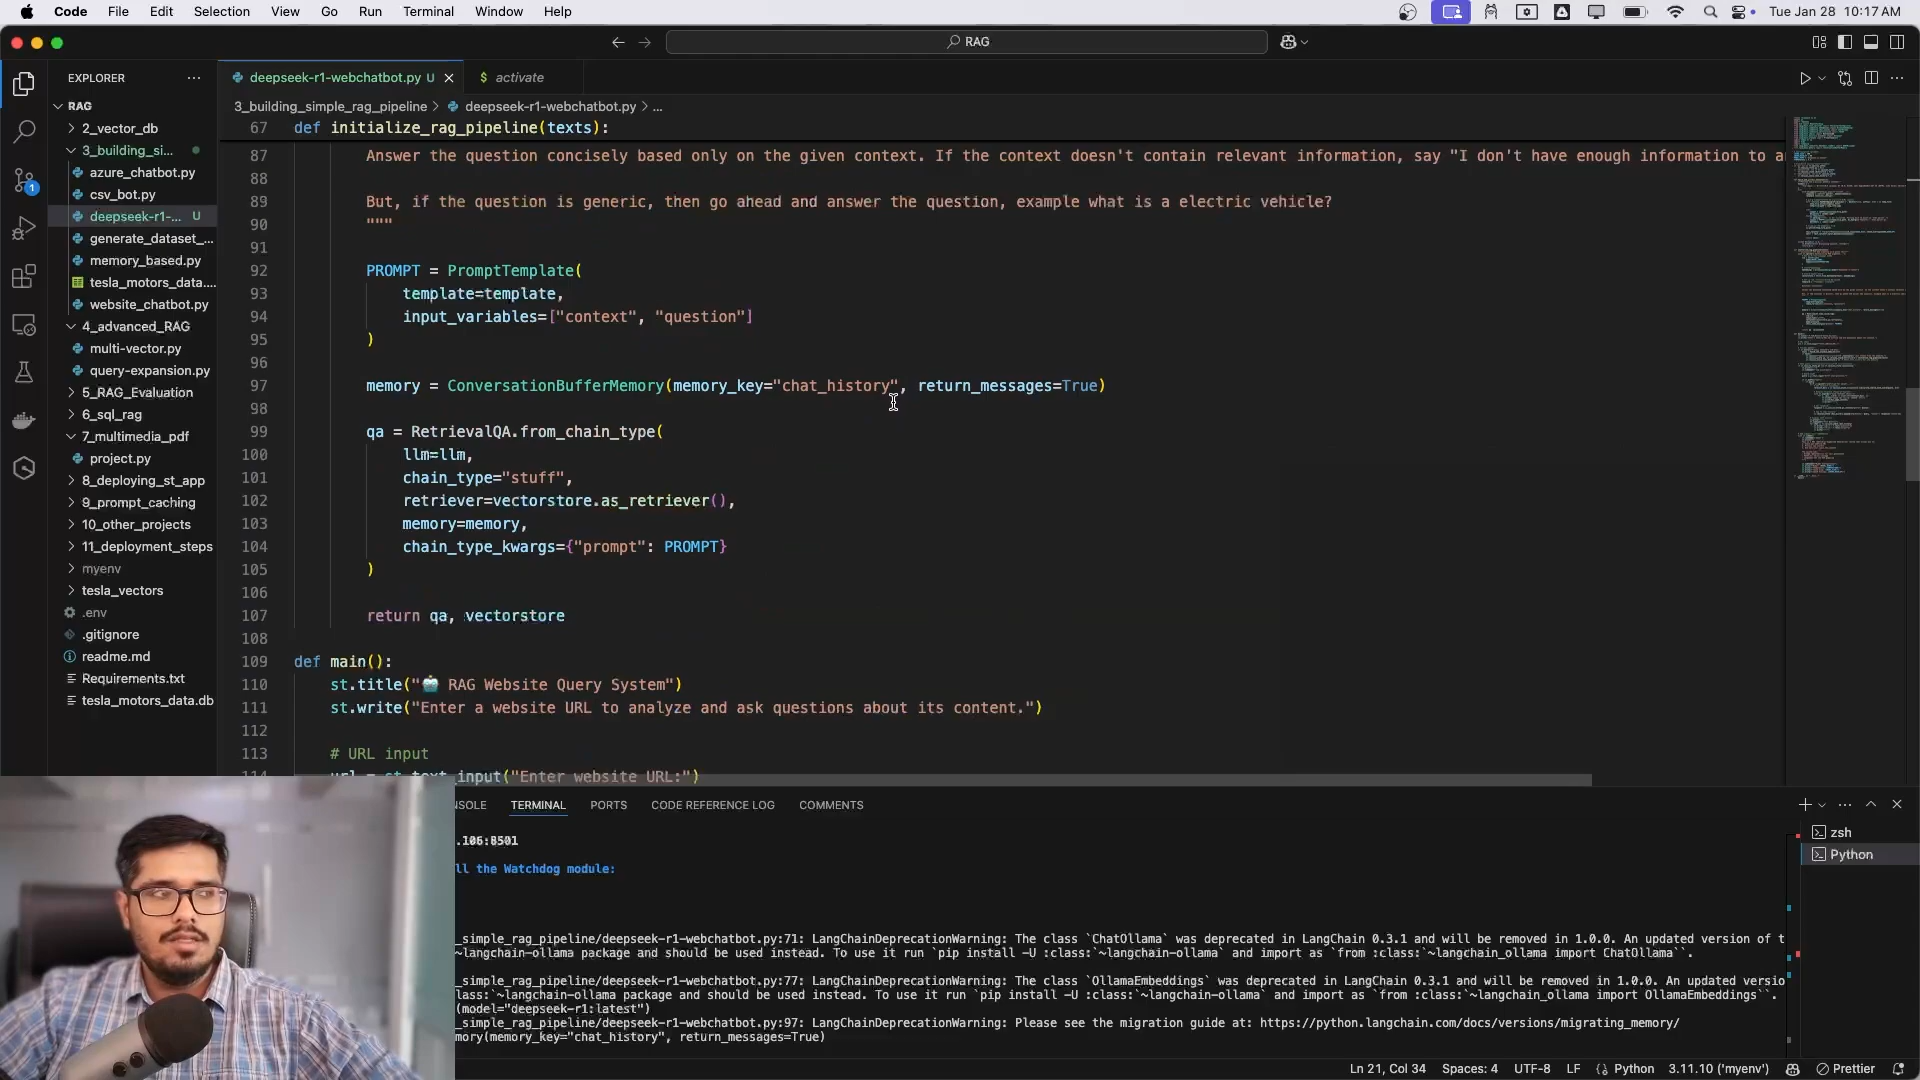 Code File Edit Selection View Go Run Terminal Window Help
Tue Jan 28 10:17 AM
RAG
EXPLORER
deepseek-r1-webchatbot.py U
$ activate
3_building_simple_rag_pipeline > deepseek-r1-webchatbot.py > ...
RAG
2_vector_db
3_building_si...
azure_chatbot.py
csv_bot.py
deepseek-r1-... U
generate_dataset_...
memory_based.py
tesla_motors_data....
website_chatbot.py
4_advanced_RAG
multi-vector.py
query-expansion.py
5_RAG_Evaluation
6_sql_rag
7_multimedia_pdf
project.py
8_deploying_st_app
9_prompt_caching
10_other_projects
11_deployment_steps
myenv
tesla_vectors
.env
.gitignore
readme.md
Requirements.txt
tesla_motors_data.db
1
67 def initialize_rag_pipeline(texts):
87 Answer the question concisely based only on the given context. If the context doesn't contain relevant information, say "I don't have enough information to
88
89 But, if the question is generic, then go ahead and answer the question, example what is a electric vehicle?
90 """
91
92 PROMPT = PromptTemplate(
93 template=template,
94 input_variables=["context", "question"]
95 )
96
97 memory = ConversationBufferMemory(memory_key="chat_history", return_messages=True)
98
99 qa = RetrievalQA.from_chain_type(
100 llm=llm,
101 chain_type="stuff",
102 retriever=vectorstore.as_retriever(),
103 memory=memory,
104 chain_type_kwargs={"prompt": PROMPT}
105 )
106
107 return qa, vectorstore
108
109 def main():
110 st.title("🤖 RAG Website Query System")
111 st.write("Enter a website URL to analyze and ask questions about its content.")
112
113 # URL input
114 url = st.text_input("Enter website URL:")
NSOLE TERMINAL PORTS CODE REFERENCE LOG COMMENTS
zsh
Python
.106:8501
ll the Watchdog module:
_simple_rag_pipeline/deepseek-r1-webchatbot.py:71: LangChainDeprecationWarning: The class `ChatOllama` was deprecated in LangChain 0.3.1 and will be removed in 1.0.0. An updated version of t
~langchain-ollama package and should be used instead. To use it run `pip install -U :class:`~langchain-ollama` and import as `from :class:`~langchain_ollama import ChatOllama``.
_simple_rag_pipeline/deepseek-r1-webchatbot.py:77: LangChainDeprecationWarning: The class `OllamaEmbeddings` was deprecated in LangChain 0.3.1 and will be removed in 1.0.0. An updated versio
lass:`~langchain-ollama package and should be used instead. To use it run `pip install -U :class:`~langchain-ollama` and import as `from :class:`~langchain_ollama import OllamaEmbeddings``.
(model="deepseek-r1:latest")
_simple_rag_pipeline/deepseek-r1-webchatbot.py:97: LangChainDeprecationWarning: Please see the migration guide at: https://python.langchain.com/docs/versions/migrating_memory/
mory(memory_key="chat_history", return_messages=True)
Ln 21, Col 34 Spaces: 4 UTF-8 LF Python 3.11.10 ('myenv') Prettier